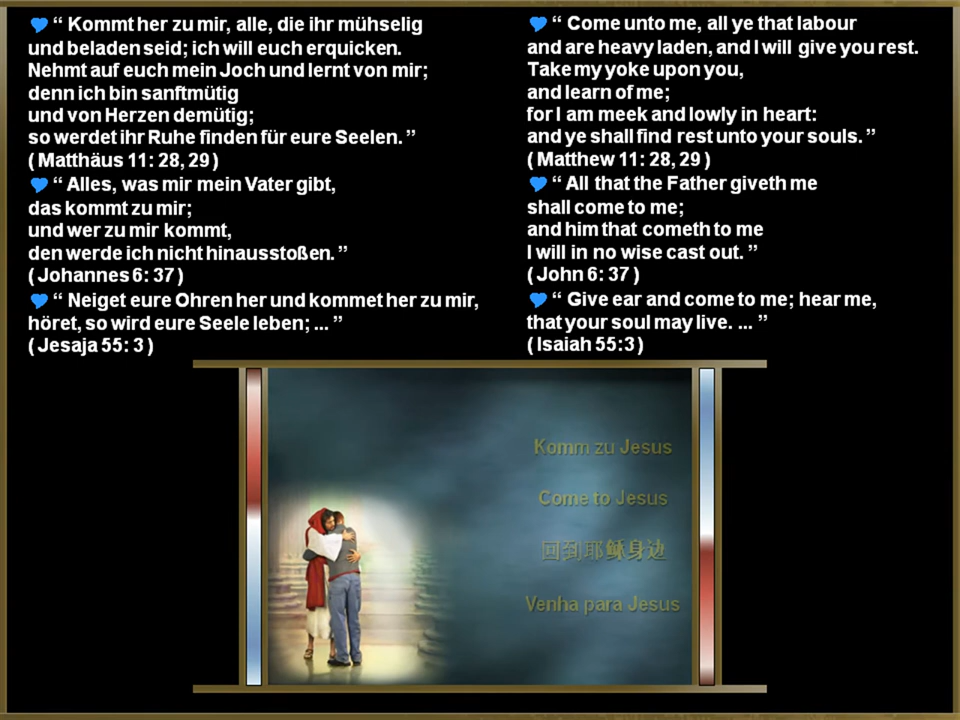 “ Kommt her zu mir, alle, die ihr mühselig
und beladen seid; ich will euch erquicken.
Nehmt auf euch mein Joch und lernt von mir;
denn ich bin sanftmütig
und von Herzen demütig;
so werdet ihr Ruhe finden für eure Seelen. ”
( Matthäus 11: 28, 29 )
“ Alles, was mir mein Vater gibt,
das kommt zu mir;
und wer zu mir kommt,
den werde ich nicht hinausstoßen. ”
( Johannes 6: 37 )
“ Neiget eure Ohren her und kommet her zu mir,
höret, so wird eure Seele leben; ... ”
( Jesaja 55: 3 )
“ Come unto me, all ye that labour
and are heavy laden, and I will give you rest.
Take my yoke upon you,
and learn of me;
for I am meek and lowly in heart:
and ye shall find rest unto your souls. ”
( Matthew 11: 28, 29 )
“ All that the Father giveth me
shall come to me;
and him that cometh to me
I will in no wise cast out. ”
( John 6: 37 )
“ Give ear and come to me; hear me,
that your soul may live. ... ”
( Isaiah 55:3 )
Komm zu Jesus
Come to Jesus
回到耶稣身边
Venha para Jesus